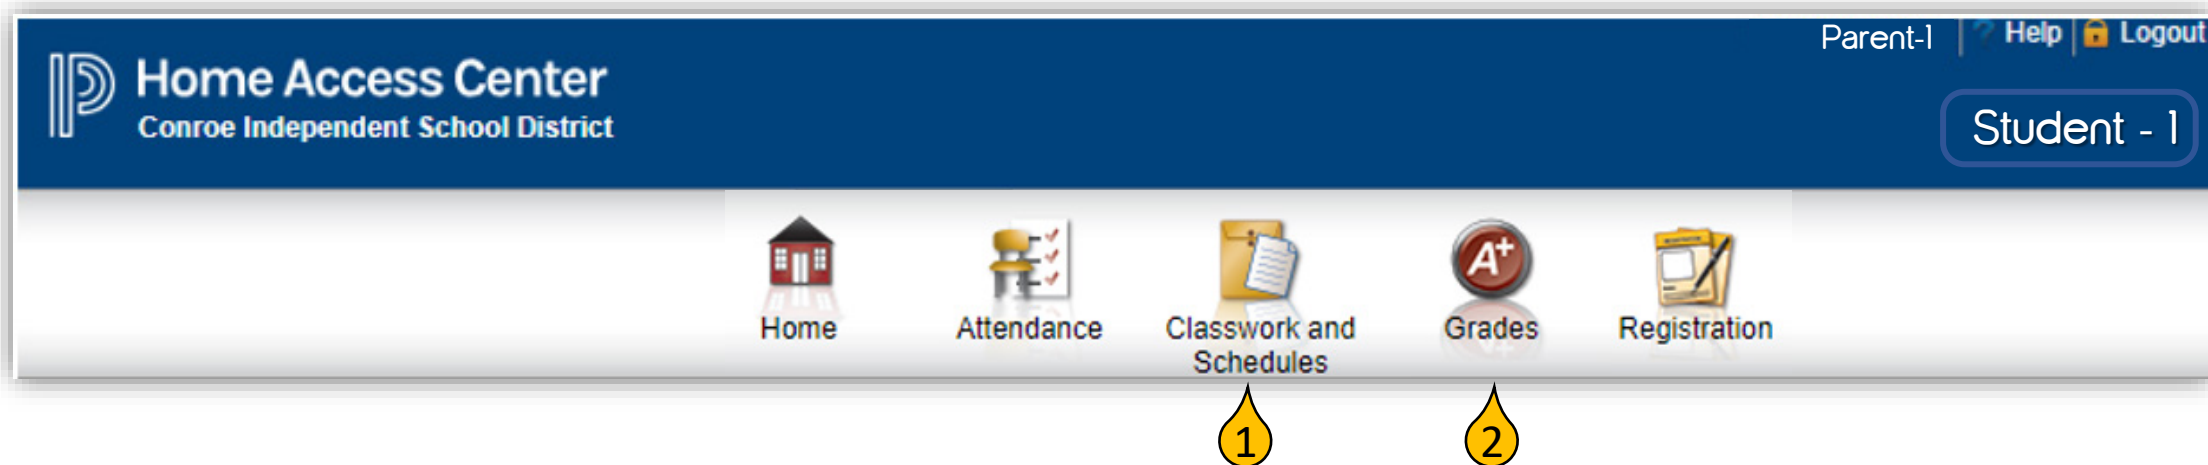 Parent-1
Help
Logout
Home Access Center
Conroe Independent School District
Student - 1
A+
Home
Attendance
Classwork and
Schedules
Grades
Registration
1
2